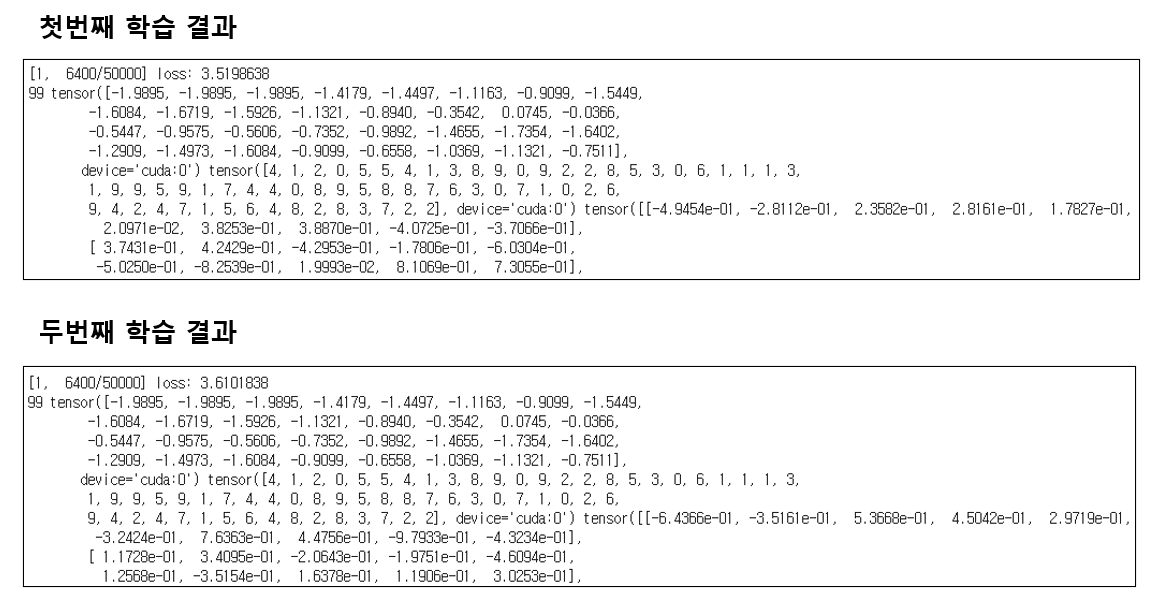 첫번째 학습 결과
[1,  6400/50000] loss: 3.5198638
99 tensor([-1.9895, -1.9895, -1.9895, -1.4179, -1.4497, -1.1163, -0.9099, -1.5449,
-1.6084, -1.6719, -1.5926, -1.1321, -0.8940, -0.3542,  0.0745, -0.0366,
-0.5447, -0.9575, -0.5606, -0.7352, -0.9892, -1.4655, -1.7354, -1.6402,
-1.2909, -1.4973, -1.6084, -0.9099, -0.6558, -1.0369, -1.1321, -0.7511],
device='cuda:0') tensor([4, 1, 2, 0, 5, 5, 4, 1, 3, 8, 9, 0, 9, 2, 2, 8, 5, 3, 0, 6, 1, 1, 1, 3,
1, 9, 9, 5, 9, 1, 7, 4, 4, 0, 8, 9, 5, 8, 8, 7, 6, 3, 0, 7, 1, 0, 2, 6,
9, 4, 2, 4, 7, 1, 5, 6, 4, 8, 2, 8, 3, 7, 2, 2], device='cuda:0') tensor([[-4.9454e-01, -2.8112e-01,  2.3582e-01,  2.8161e-01,  1.7827e-01,
2.0971e-02,  3.8253e-01,  3.8870e-01, -4.0725e-01, -3.7066e-01],
[ 3.7431e-01,  4.2429e-01, -4.2953e-01, -1.7806e-01, -6.0304e-01,
-5.0250e-01, -8.2539e-01,  1.9993e-02,  8.1069e-01,  7.3055e-01],
두번째 학습 결과
[1,  6400/50000] loss: 3.6101838
99 tensor([-1.9895, -1.9895, -1.9895, -1.4179, -1.4497, -1.1163, -0.9099, -1.5449,
-1.6084, -1.6719, -1.5926, -1.1321, -0.8940, -0.3542,  0.0745, -0.0366,
-0.5447, -0.9575, -0.5606, -0.7352, -0.9892, -1.4655, -1.7354, -1.6402,
-1.2909, -1.4973, -1.6084, -0.9099, -0.6558, -1.0369, -1.1321, -0.7511],
device='cuda:0') tensor([4, 1, 2, 0, 5, 5, 4, 1, 3, 8, 9, 0, 9, 2, 2, 8, 5, 3, 0, 6, 1, 1, 1, 3,
1, 9, 9, 5, 9, 1, 7, 4, 4, 0, 8, 9, 5, 8, 8, 7, 6, 3, 0, 7, 1, 0, 2, 6,
9, 4, 2, 4, 7, 1, 5, 6, 4, 8, 2, 8, 3, 7, 2, 2], device='cuda:0') tensor([[-6.4366e-01, -3.5161e-01,  5.3668e-01,  4.5042e-01,  2.9719e-01,
-3.2424e-01,  7.6363e-01,  4.4756e-01, -9.7933e-01, -4.3234e-01],
[ 1.1728e-01,  3.4095e-01, -2.0643e-01, -1.9751e-01, -4.6094e-01,
1.2568e-01, -3.5154e-01,  1.6378e-01,  1.1906e-01,  3.0253e-01],